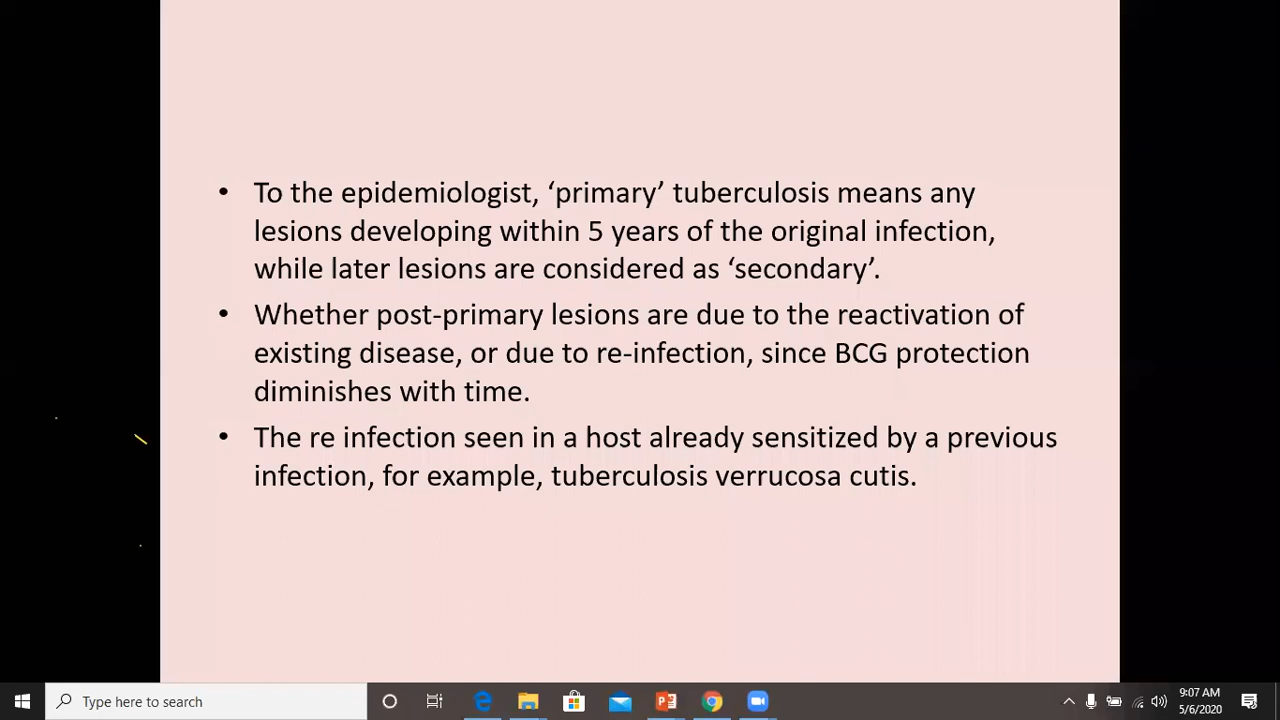 • To the epidemiologist, ‘primary’ tuberculosis means any
lesions developing within 5 years of the original infection,
while later lesions are considered as ‘secondary’.
• Whether post-primary lesions are due to the reactivation of
existing disease, or due to re-infection, since BCG protection
diminishes with time.
• The re infection seen in a host already sensitized by a previous
infection, for example, tuberculosis verrucosa cutis.
Type here to search
9:07 AM
5/6/2020